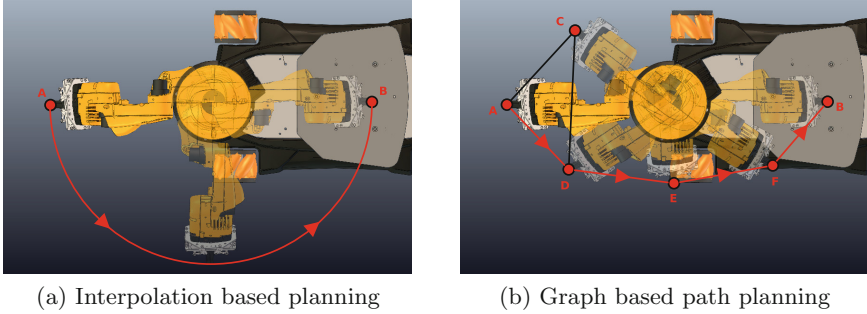 A
B
C
A
B
D
E
F
(a) Interpolation based planning
(b) Graph based path planning